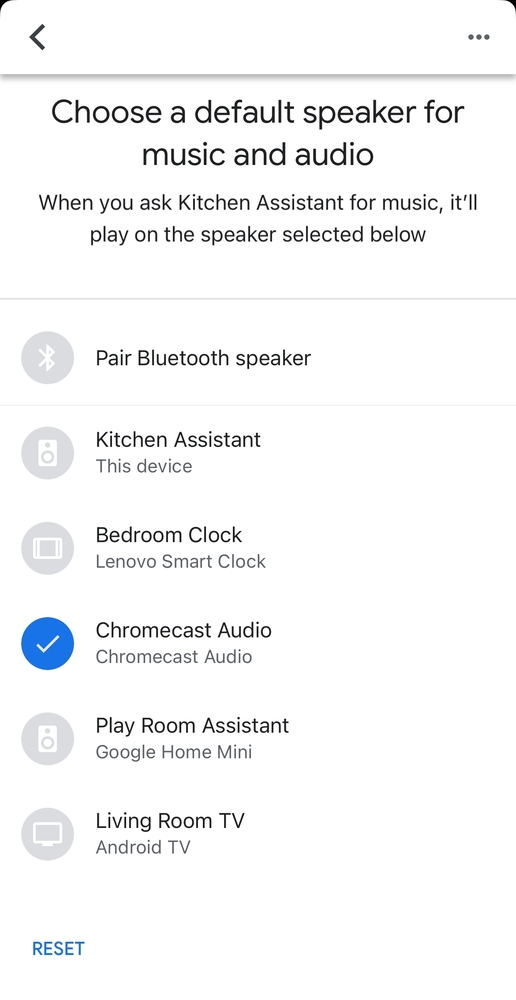 Choose a default speaker for
music and audio
When you ask Kitchen Assistant for music, it’ll
play on the speaker selected below
Pair Bluetooth speaker
Kitchen Assistant
This device
Bedroom Clock
Lenovo Smart Clock
Chromecast Audio
Chromecast Audio
Play Room Assistant
Google Home Mini
Living Room TV
Android TV
RESET